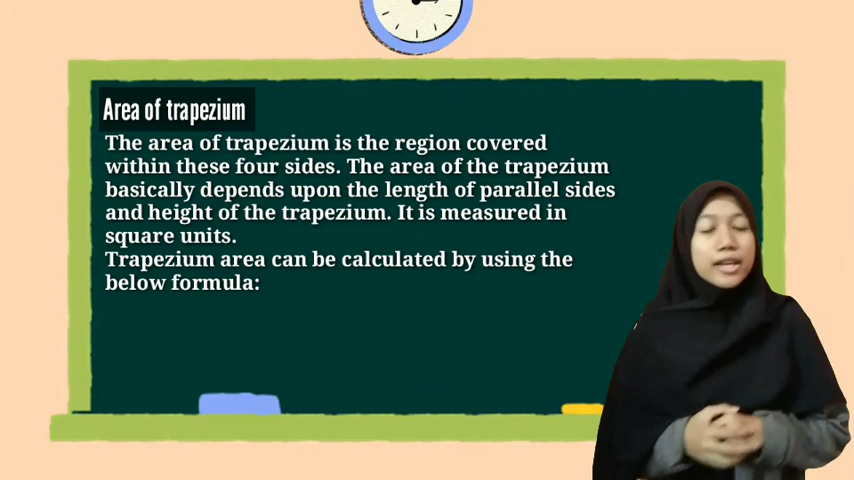 Area of trapezium
The area of trapezium is the region covered
within these four sides. The area of the trapezium
basically depends upon the length of parallel sides
and height of the trapezium. It is measured in
square units.
Trapezium area can be calculated by using the
below formula: